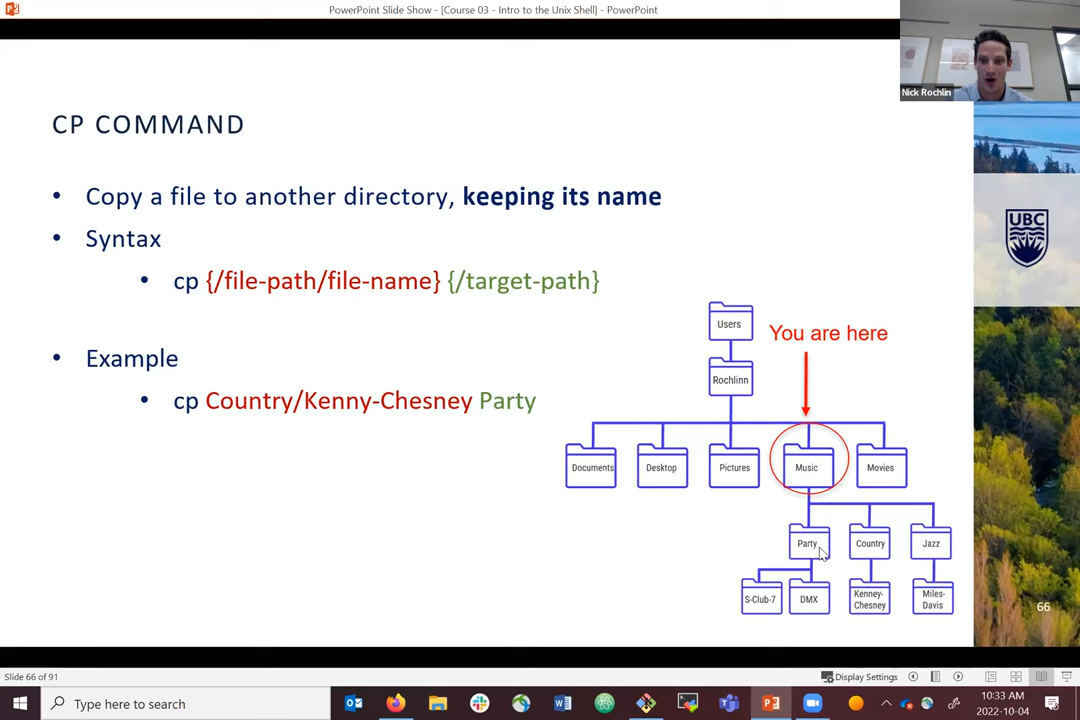 PowerPoint Slide Show - [Course 03 - Intro to the Unix Shell] - PowerPoint
Nick Rochlin
CP COMMAND
• Copy a file to another directory, keeping its name
• Syntax
• cp {/file-path/file-name} {/target-path}
• Example
• cp Country/Kenny-Chesney Party
UBC
You are here
Users
Rochlinn
Documents
Desktop
Pictures
Music
Movies
Party
Country
Jazz
S-Club-7
DMX
Kenney-
Chesney
Miles-
Davis
66
Slide 66 of 91
Display Settings
Type here to search
10:33 AM
2022-10-04